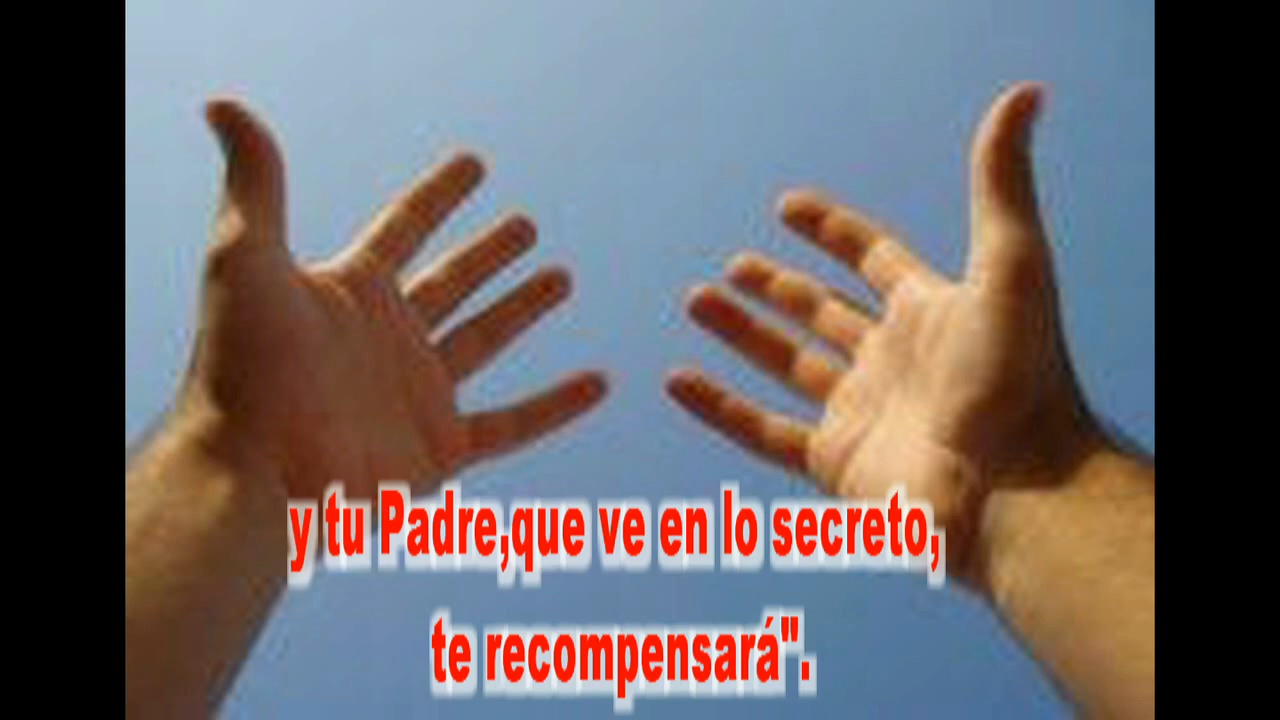 y tu Padre,que ve en lo secreto,
te recompensará".